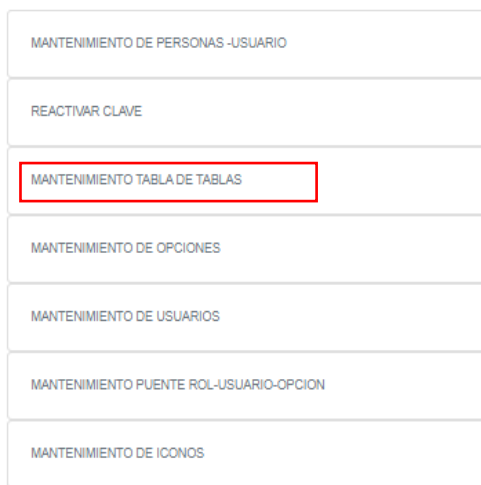 MANTENIMIENTO DE PERSONAS -USUARIO
REACTIVAR CLAVE
MANTENIMIENTO TABLA DE TABLAS
MANTENIMIENTO DE OPCIONES
MANTENIMIENTO DE USUARIOS
MANTENIMIENTO PUENTE ROL-USUARIO-OPCION
MANTENIMIENTO DE ICONOS